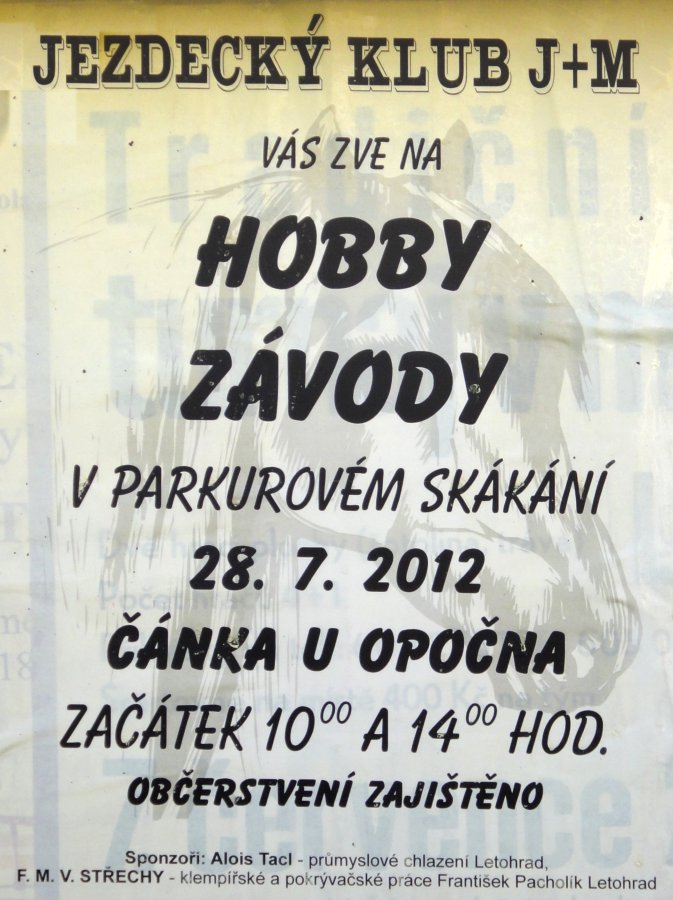 JEZDECKÝ KLUB J+M
VÁS ZVE NA
HOBBY
ZÁVODY
V PARKUROVÉM SKÁKÁNÍ
28. 7. 2012
ČÁNKA U OPOČNA
ZAČÁTEK 10⁰⁰ A 14⁰⁰ HOD.
OBČERSTVENÍ ZAJIŠTĚNO
Sponzoři: Alois Tacl - průmyslové chlazení Letohrad,
F. M. V. STŘECHY - klempířské a pokrývačské práce František Pacholík Letohrad